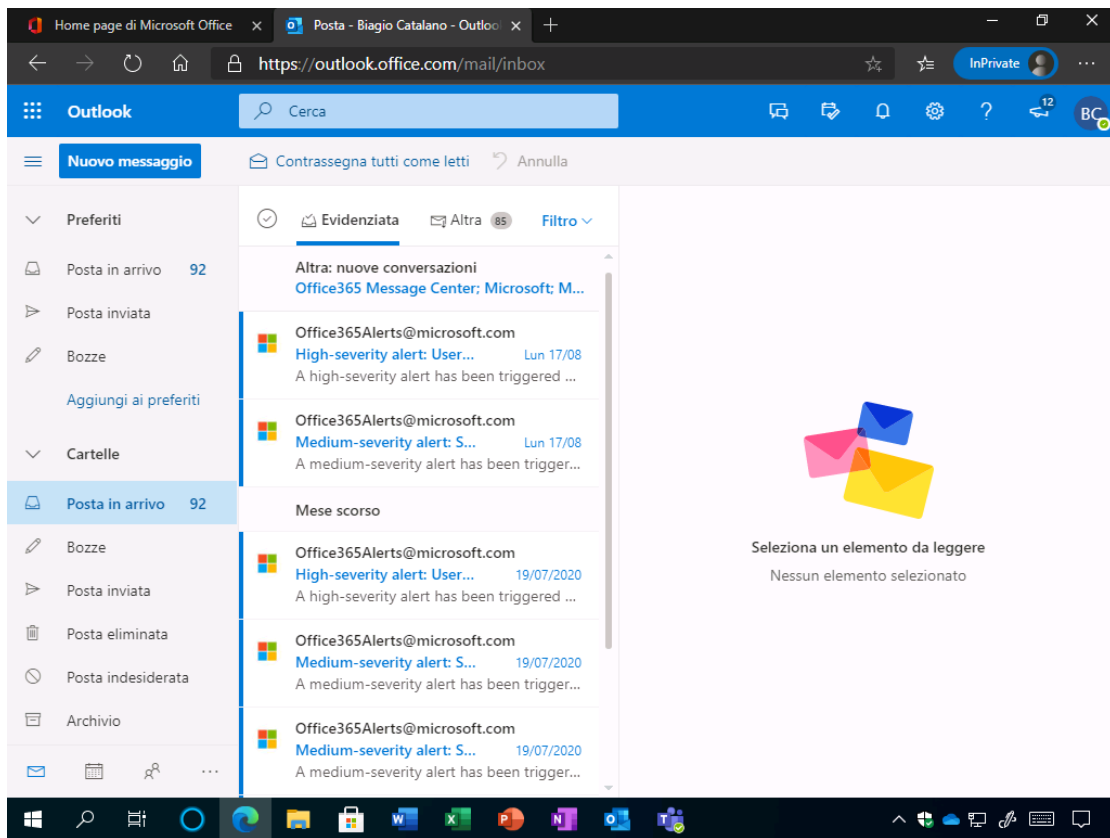 Home page di Microsoft Office
Posta - Biagio Catalano - Outloo
https://outlook.office.com/mail/inbox
InPrivate
Outlook
Cerca
12
BC
Nuovo messaggio
Contrassegna tutti come letti
Annulla
Preferiti
Posta in arrivo 92
Posta inviata
Bozze
Aggiungi ai preferiti
Cartelle
Posta in arrivo 92
Bozze
Posta inviata
Posta eliminata
Posta indesiderata
Archivio
Evidenziata
Altra 85
Filtro
Altra: nuove conversazioni
Office365 Message Center; Microsoft; M...
Office365Alerts@microsoft.com
High-severity alert: User... Lun 17/08
A high-severity alert has been triggered ...
Office365Alerts@microsoft.com
Medium-severity alert: S... Lun 17/08
A medium-severity alert has been trigger...
Mese scorso
Office365Alerts@microsoft.com
High-severity alert: User... 19/07/2020
A high-severity alert has been triggered ...
Office365Alerts@microsoft.com
Medium-severity alert: S... 19/07/2020
A medium-severity alert has been trigger...
Office365Alerts@microsoft.com
Medium-severity alert: S... 19/07/2020
A medium-severity alert has been trigger...
Seleziona un elemento da leggere
Nessun elemento selezionato